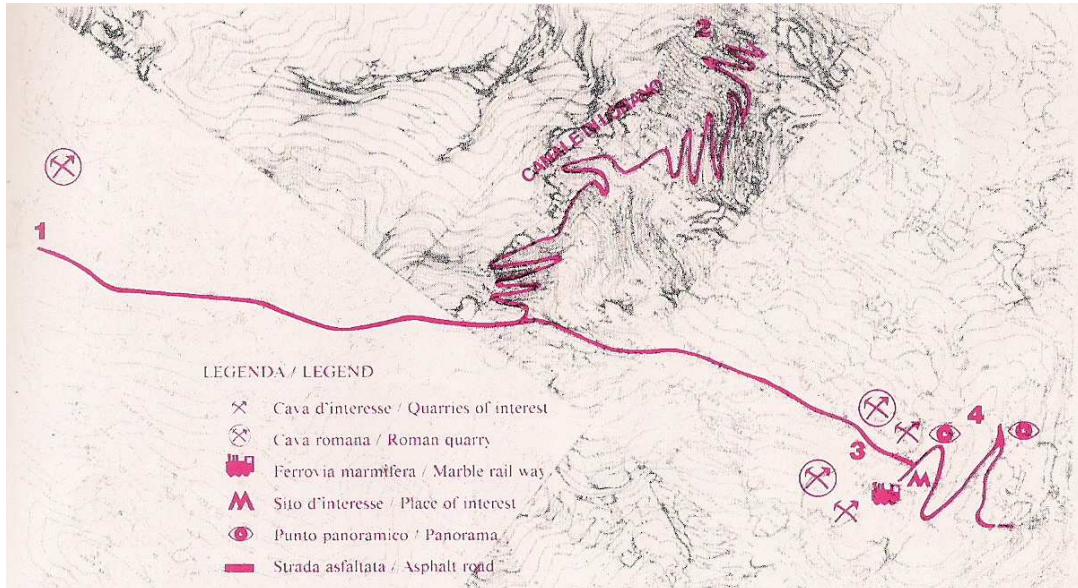 2
CANALE DI
1
LEGENDA / LEGEND
Cava d'interesse / Quarries of interest
Cava romana / Roman quarry
Ferrovia marmifera / Marble rail way
Sito d'interesse / Place of interest
Punto panoramico / Panorama
Strada asfaltata / Asphalt road
3
4